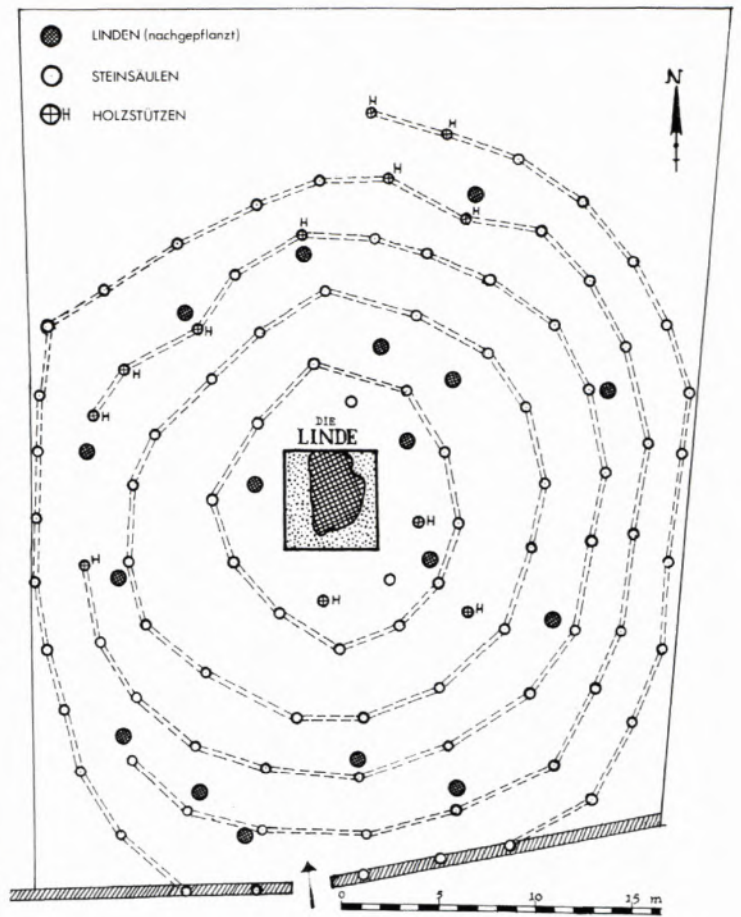 LINDEN (nachgepflanzt)
STEINSÄULEN
H HOLZSTÜTZEN
N
H
H
H
H
H
H
H
H
DIE
LINDE
H
H
H
H
0 5 10 15 m